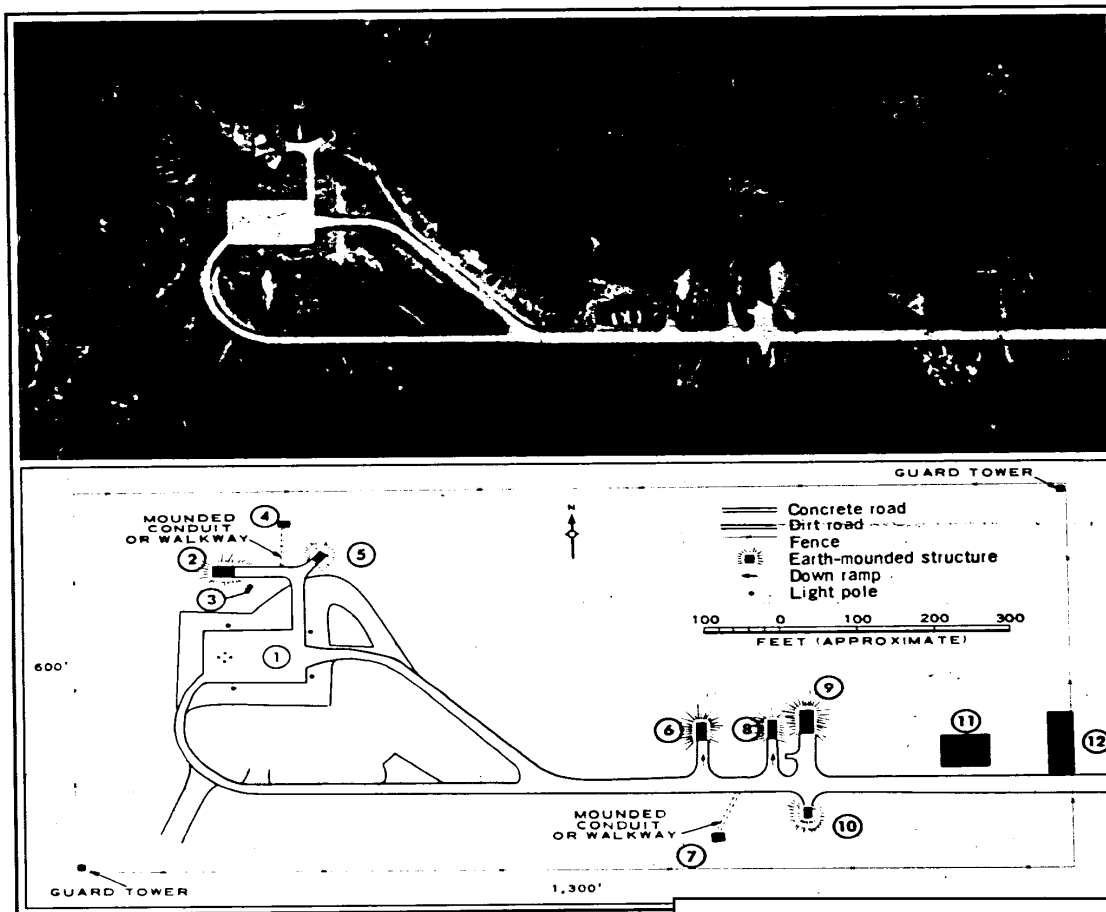 GUARD TOWER
MOUNDED
CONDUIT
OR WALKWAY
4
5
2
3
1
600'
N
Concrete road
Dirt road
Fence
Earth-mounded structure
Down ramp
Light pole
100 0 100 200 300
FEET (APPROXIMATE)
9
6
8
11
12
MOUNDED
CONDUIT
OR WALKWAY
10
7
GUARD TOWER
1,300'